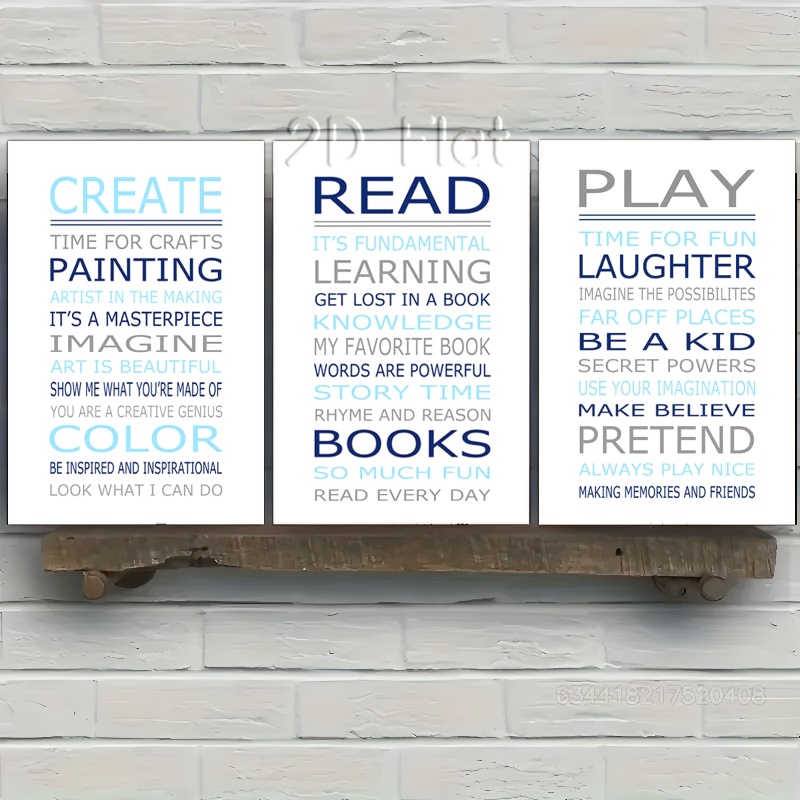 2D Flat
CREATE
TIME FOR CRAFTS
PAINTING
ARTIST IN THE MAKING
IT'S A MASTERPIECE
IMAGINE
ART IS BEAUTIFUL
SHOW ME WHAT YOU'RE MADE OF
YOU ARE A CREATIVE GENIUS
COLOR
BE INSPIRED AND INSPIRATIONAL
LOOK WHAT I CAN DO
READ
IT'S FUNDAMENTAL
LEARNING
GET LOST IN A BOOK
KNOWLEDGE
MY FAVORITE BOOK
WORDS ARE POWERFUL
STORY TIME
RHYME AND REASON
BOOKS
SO MUCH FUN
READ EVERY DAY
PLAY
TIME FOR FUN
LAUGHTER
IMAGINE THE POSSIBILITES
FAR OFF PLACES
BE A KID
SECRET POWERS
USE YOUR IMAGINATION
MAKE BELIEVE
PRETEND
ALWAYS PLAY NICE
MAKING MEMORIES AND FRIENDS
634418217520408